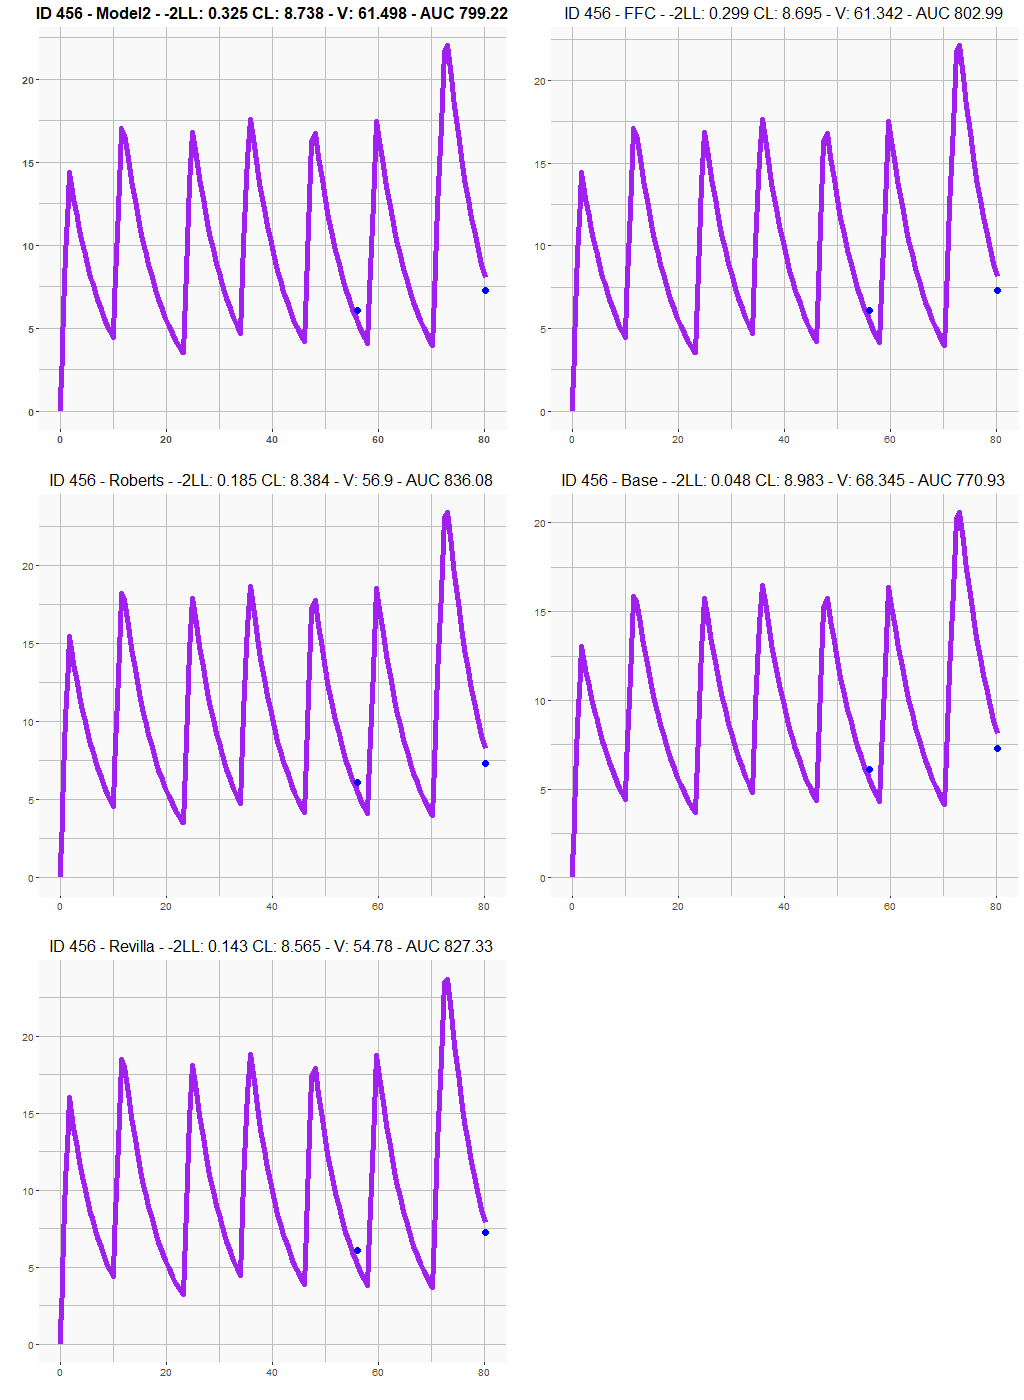 ID 456 - Model2 - -2LL: 0.325 CL: 8.738 - V: 61.498 - AUC 799.22
20
15
10
5
0
0 20 40 60 80
ID 456 - FFC - -2LL: 0.299 CL: 8.695 - V: 61.342 - AUC 802.99
20
15
10
5
0
0 20 40 60 80
ID 456 - Roberts - -2LL: 0.185 CL: 8.384 - V: 56.9 - AUC 836.08
20
15
10
5
0
0 20 40 60 80
ID 456 - Base - -2LL: 0.048 CL: 8.983 - V: 68.345 - AUC 770.93
20
15
10
5
0
0 20 40 60 80
ID 456 - Revilla - -2LL: 0.143 CL: 8.565 - V: 54.78 - AUC 827.33
20
15
10
5
0
0 20 40 60 80